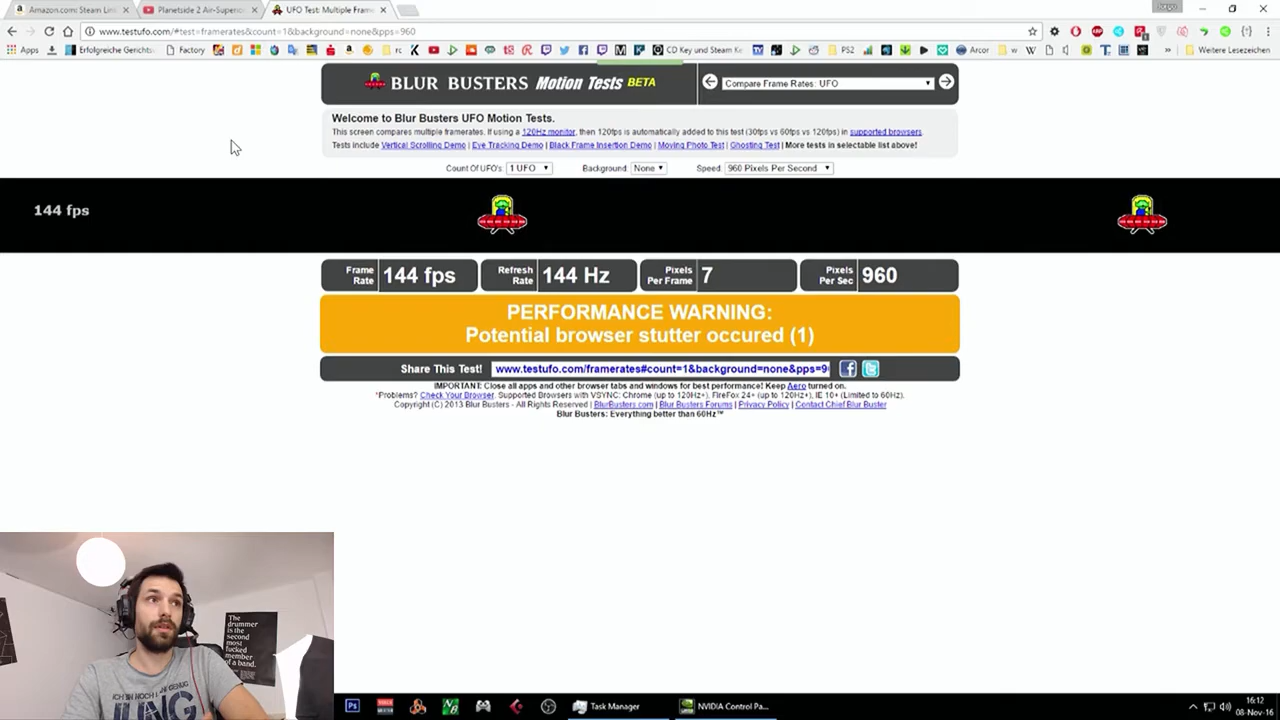 Amazon.com: Steam Lin
Planetside 2 Air-Superio
UFO Test: Multiple Fram
www.testufo.com/#test=framerates&count=1&background=none&pps=960
Apps
Erfolgreiche Gerichts
Factory
rc
CD Key und Steam Ke
PS2
Arcor
w
Weitere Lesezeichen
BLUR BUSTERS Motion Tests BETA
Compare Frame Rates: UFO
Welcome to Blur Busters UFO Motion Tests.
This screen compares multiple framerates. If using a 120Hz monitor, then 120fps is automatically added to this test (30fps vs 60fps vs 120fps) in supported browsers.
Tests include Vertical Scrolling Demo | Eye Tracking Demo | Black Frame Insertion Demo | Moving Photo Test | Ghosting Test | More tests in selectable list above!
Count Of UFO's: 1 UFO Background: None Speed: 960 Pixels Per Second
144 fps
Frame Rate 144 fps
Refresh Rate 144 Hz
Pixels Per Frame 7
Pixels Per Sec 960
PERFORMANCE WARNING:
Potential browser stutter occured (1)
Share This Test! www.testufo.com/framerates#count=1&background=none&pps=9
IMPORTANT: Close all apps and other browser tabs and windows for best performance! Keep Aero turned on.
*Problems? Check Your Browser. Supported Browsers with VSYNC: Chrome (up to 120Hz+), FireFox 24+ (up to 120Hz+), IE 10+ (Limited to 60Hz).
Copyright (C) 2013 Blur Busters - All Rights Reserved | BlurBusters.com | Blur Busters Forums | Privacy Policy | Contact Chief Blur Buster
Blur Busters: Everything better than 60Hz™
The
drummer
is the
second
most
fucked
member
of a band.
ICH BIN NOCH
JUNG
Task Manager
NVIDIA Control Pa...
16:12
08-Nov-16